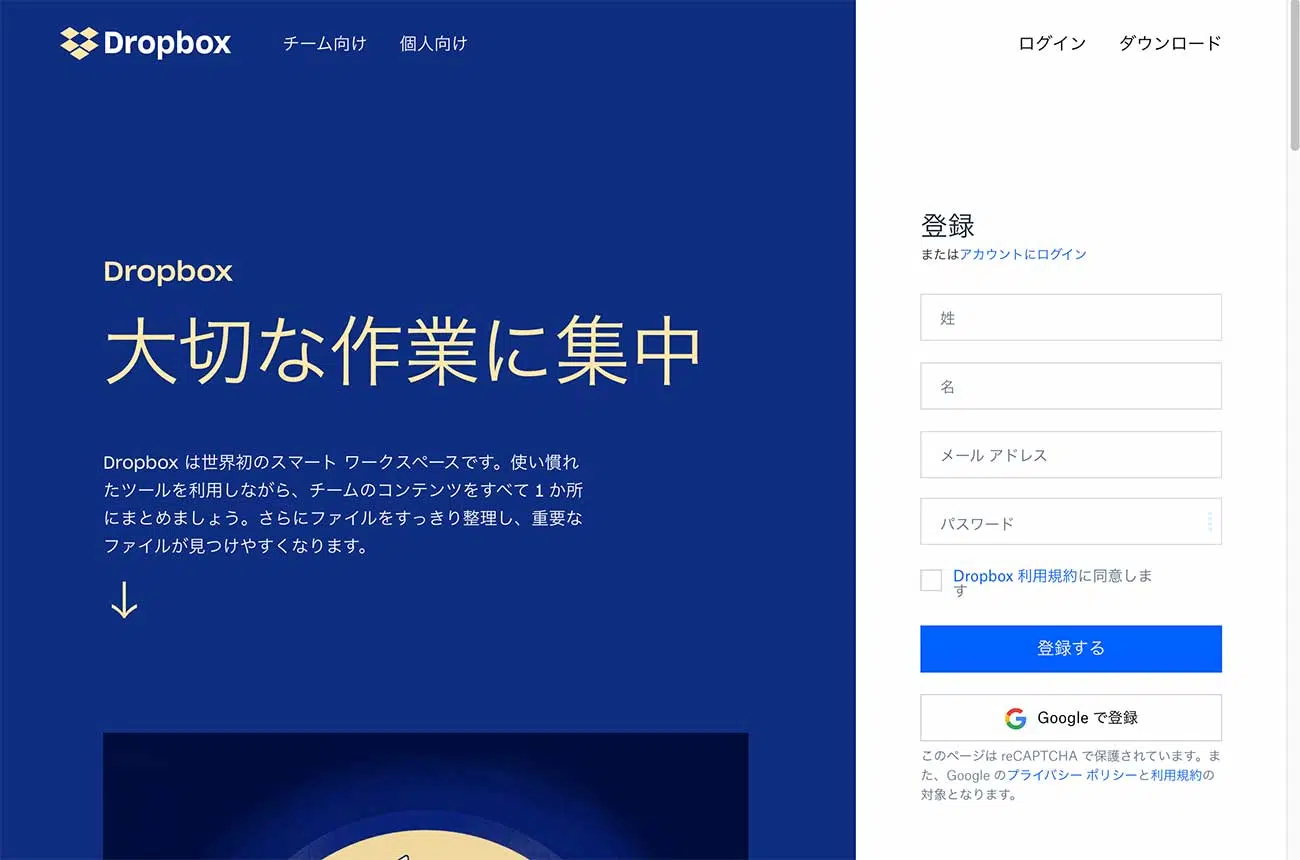 Dropbox チーム向け 個人向け ログイン ダウンロード
Dropbox
大切な作業に集中
Dropbox は世界初のスマート ワークスペースです。使い慣れ
たツールを利用しながら、チームのコンテンツをすべて 1 か所
にまとめましょう。さらにファイルをすっきり整理し、重要な
ファイルが見つけやすくなります。
登録
またはアカウントにログイン
姓
名
メール アドレス
パスワード
Dropbox 利用規約に同意しま
す
登録する
Google で登録
このページは reCAPTCHA で保護されています。ま
た、Google のプライバシー ポリシーと利用規約の
対象となります。